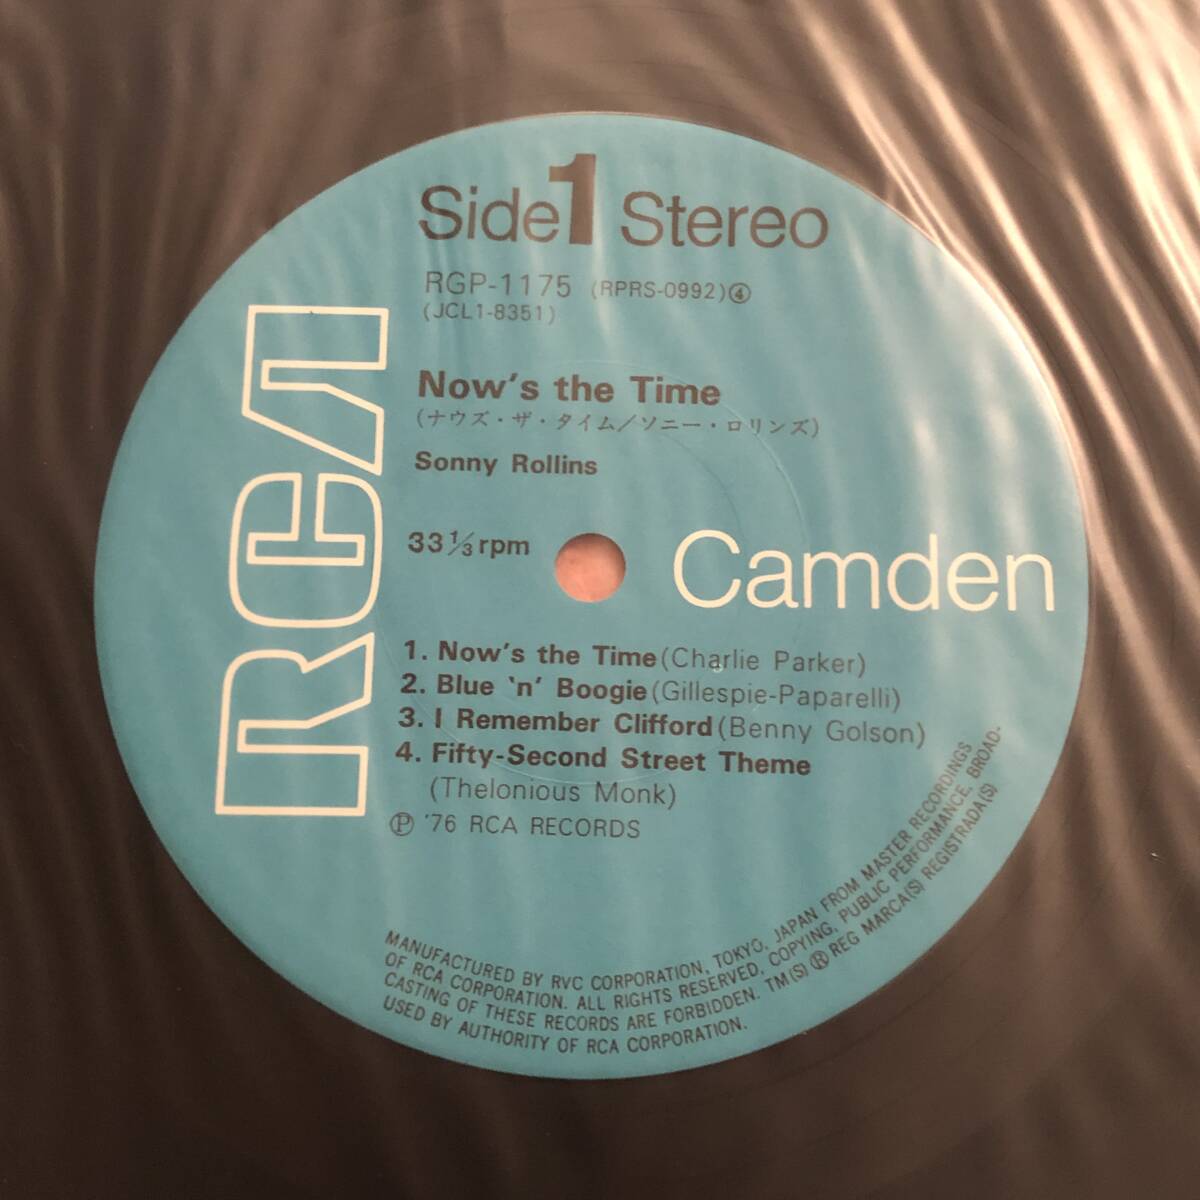 Side 1 Stereo
RGP-1175 (RPRS-0992)④
(JCL1-8351)
RCA
Now's the Time
(ナウズ・ザ・タイム/ソニー・ロリンズ)
Sonny Rollins
33 1/3 rpm
Camden
1. Now's the Time (Charlie Parker)
2. Blue 'n' Boogie (Gillespie-Paparelli)
3. I Remember Clifford (Benny Golson)
4. Fifty-Second Street Theme
(Thelonious Monk)
℗ '76 RCA RECORDS
MANUFACTURED BY RVC CORPORATION, TOKYO, JAPAN FROM MASTER RECORDINGS
OF RCA CORPORATION. ALL RIGHTS RESERVED. COPYING, PUBLIC PERFORMANCE, BROAD-
CASTING OF THESE RECORDS ARE FORBIDDEN. TM(S) ® REG MARCA(S) REGISTRADA(S)
USED BY AUTHORITY OF RCA CORPORATION.